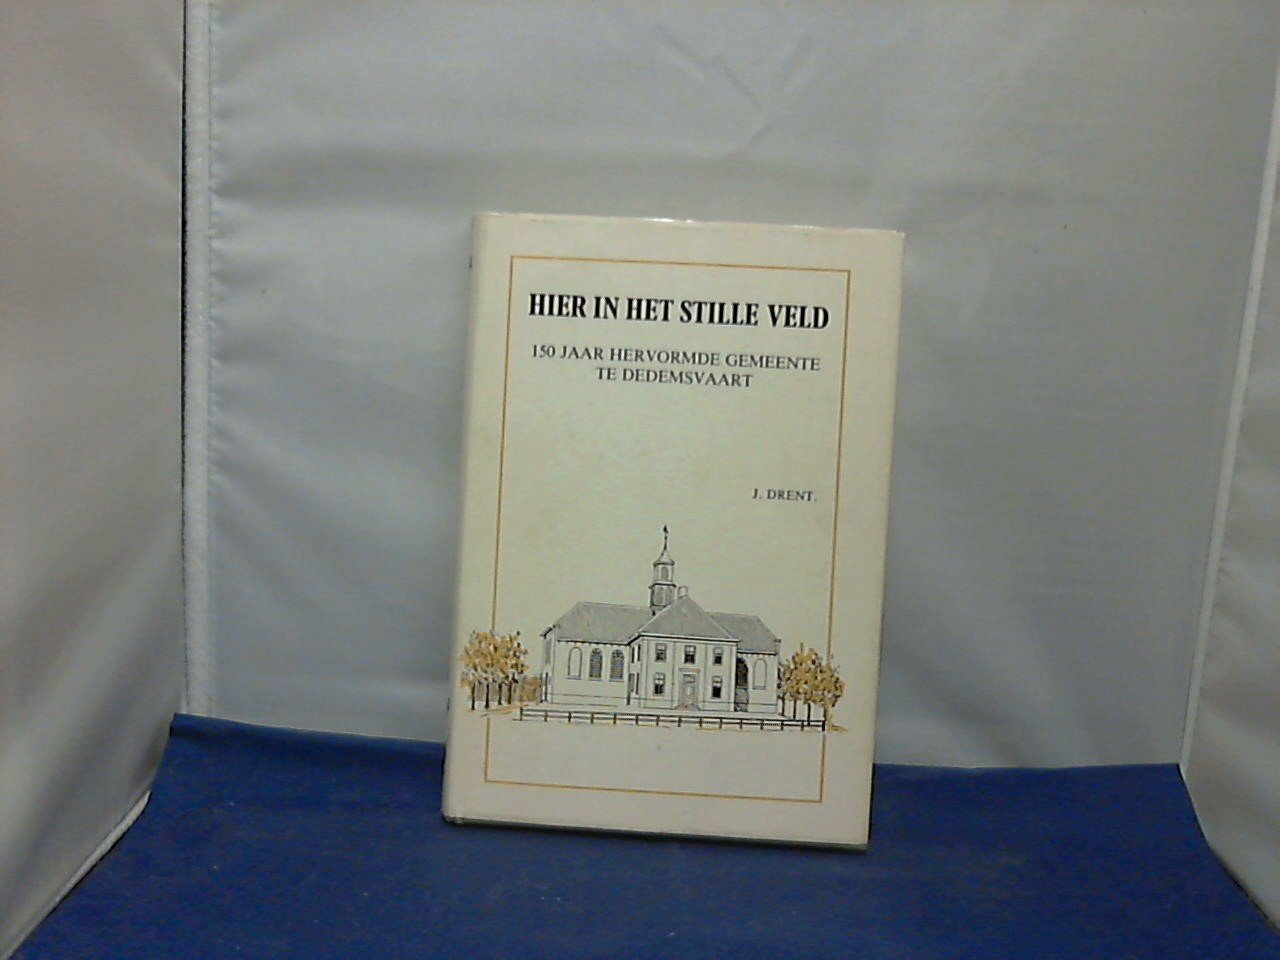 HIER IN HET STILLE VELD
150 JAAR HERVORMDE GEMEENTE
TE DEDEMSVAART
J. DRENT.